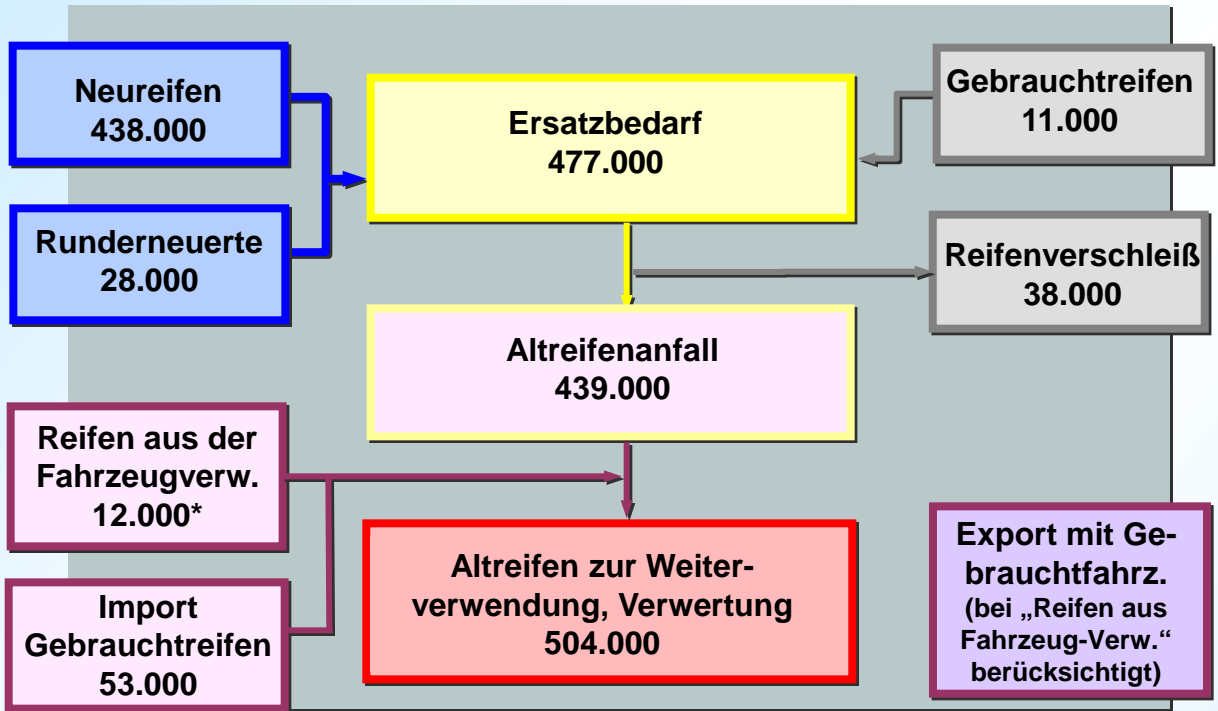 Neureifen
438.000
Ersatzbedarf
477.000
Gebrauchtreifen
11.000
Runderneuerte
28.000
Reifenverschleiß
38.000
Altreifenanfall
439.000
Reifen aus der
Fahrzeugverw.
12.000*
Import
Gebrauchtreifen
53.000
Altreifen zur Weiter-
verwendung, Verwertung
504.000
Export mit Ge-
brauchtfahrz.
(bei „Reifen aus
Fahrzeug-Verw.“
berücksichtigt)